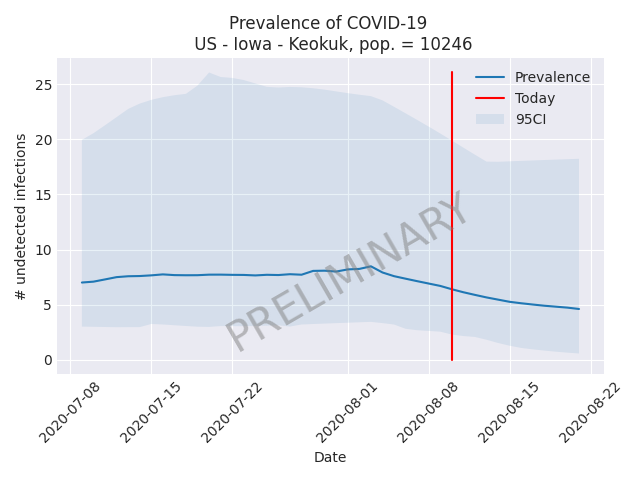 Prevalence of COVID-19
US - Iowa - Keokuk, pop. = 10246
Prevalence
Today
95CI
# undetected infections
25
20
15
10
5
0
PRELIMINARY
2020-07-08
2020-07-15
2020-07-22
2020-08-01
2020-08-08
2020-08-15
2020-08-22
Date